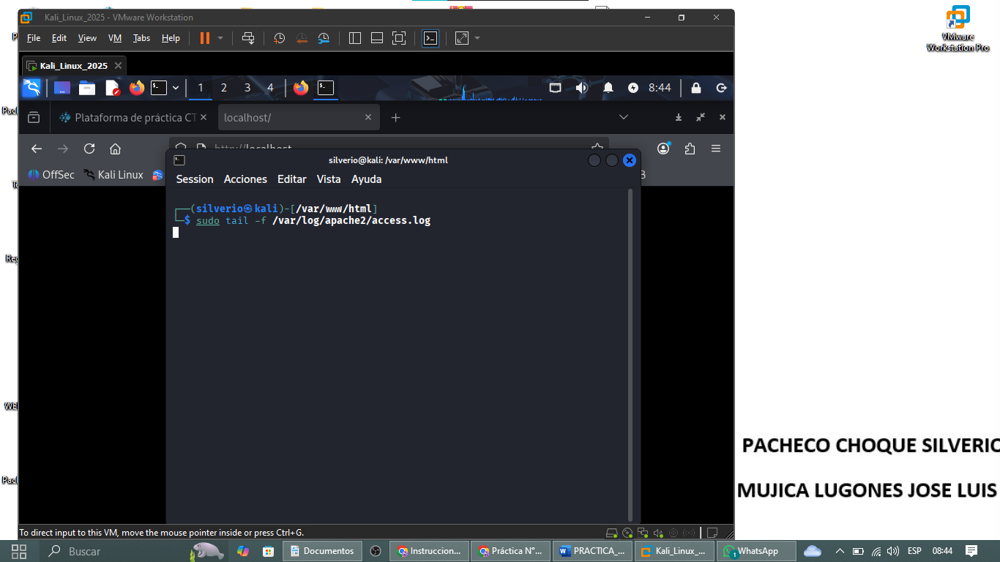 Kali_Linux_2025 - VMware Workstation
File Edit View VM Tabs Help
Kali_Linux_2025
1 2 3 4 8:44
Plataforma de práctica CT
localhost/
http://localhost
OffSec Kali Linux
silverio@kali: /var/www/html
Session Acciones Editar Vista Ayuda
┌──(silverio㉿kali)-[/var/www/html]
└─$ sudo tail -f /var/log/apache2/access.log
To direct input to this VM, move the mouse pointer inside or press Ctrl+G.
VMware
Workstation Pro
PACHECO CHOQUE SILVERIO
MUJICA LUGONES JOSE LUIS
Buscar
Documentos
Instruccion...
Práctica N°...
PRACTICA_...
Kali_Linux_...
1
WhatsApp
ESP
08:44